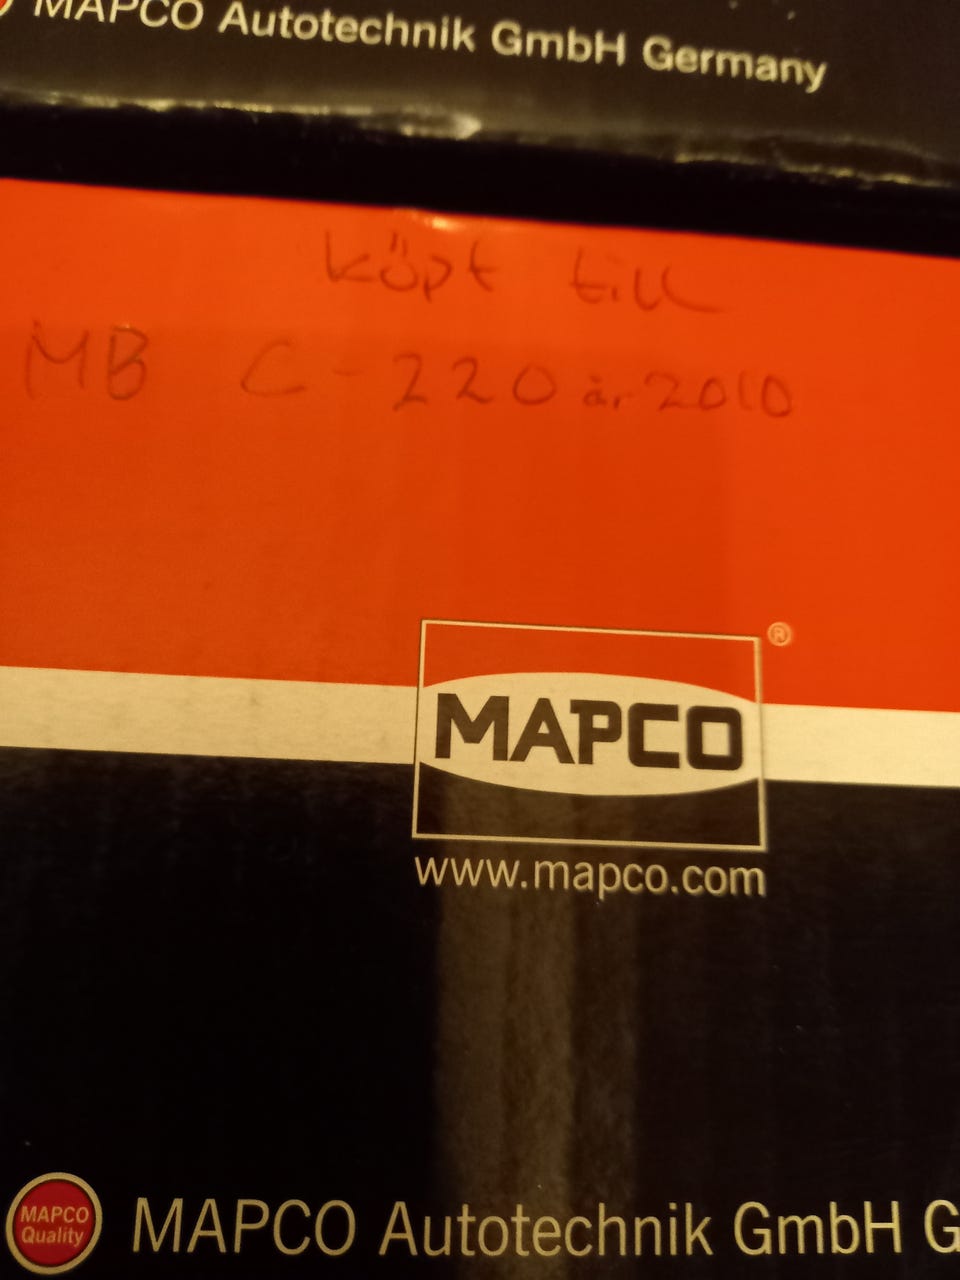 MAPCO Autotechnik GmbH Germany
köpt till
MB C-220 år 2010
MAPCO
®
www.mapco.com
MAPCO
Quality
MAPCO Autotechnik GmbH G